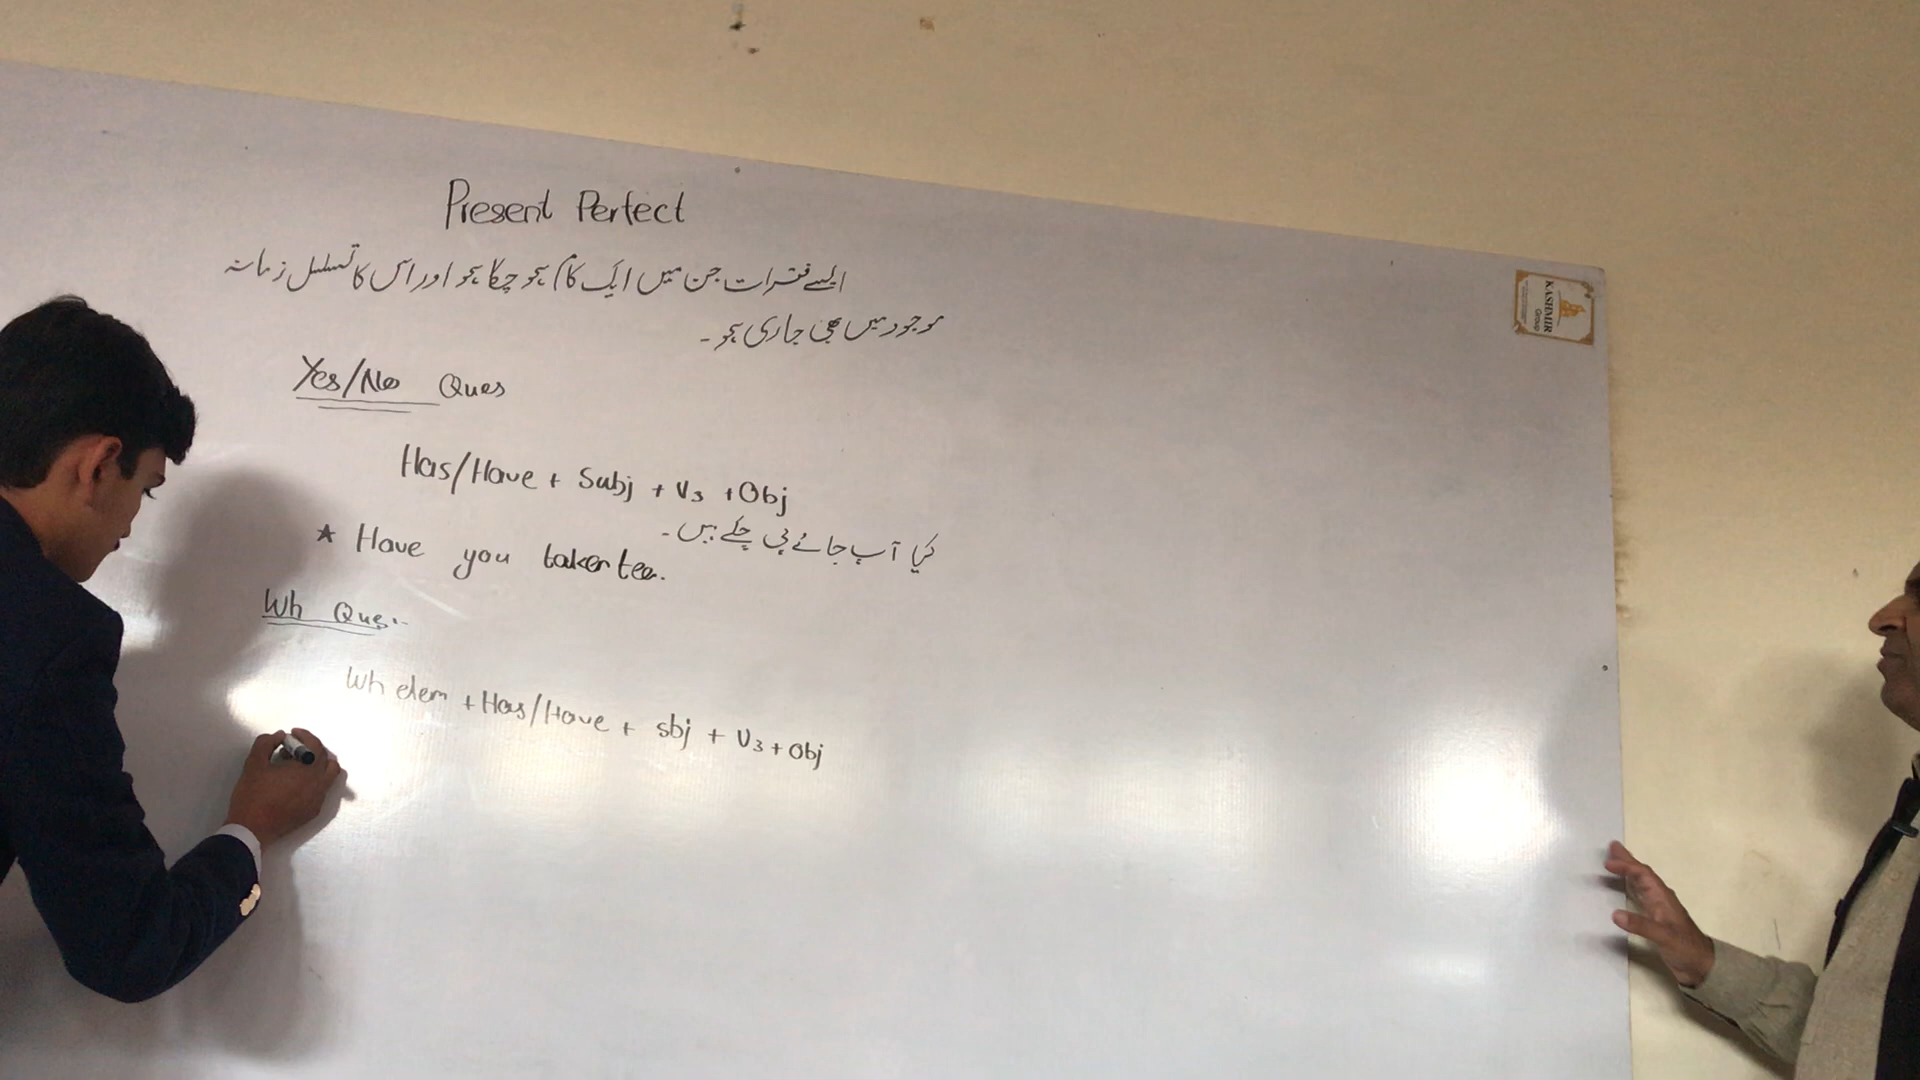 Present Perfect
ایسے فقرات جن میں ایک کام ہو چکا ہو اور اس کا تسلسل زمانہ
موجود میں بھی جاری ہو۔
Yes/No Ques
Has/Have + Subj + V3 + Obj
کیا آپ چائے پی چکے ہیں۔
* Have you taken tea.
Wh Ques.
Wh elem + Has/Have + sbj + V3 + Obj
KASHMIR
Group